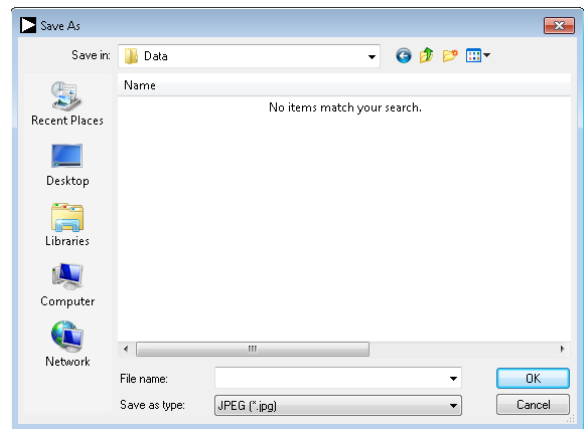 Save As
Save in: Data
Name
No items match your search.
Recent Places
Desktop
Libraries
Computer
Network
File name: OK
Save as type: JPEG (*.jpg) Cancel